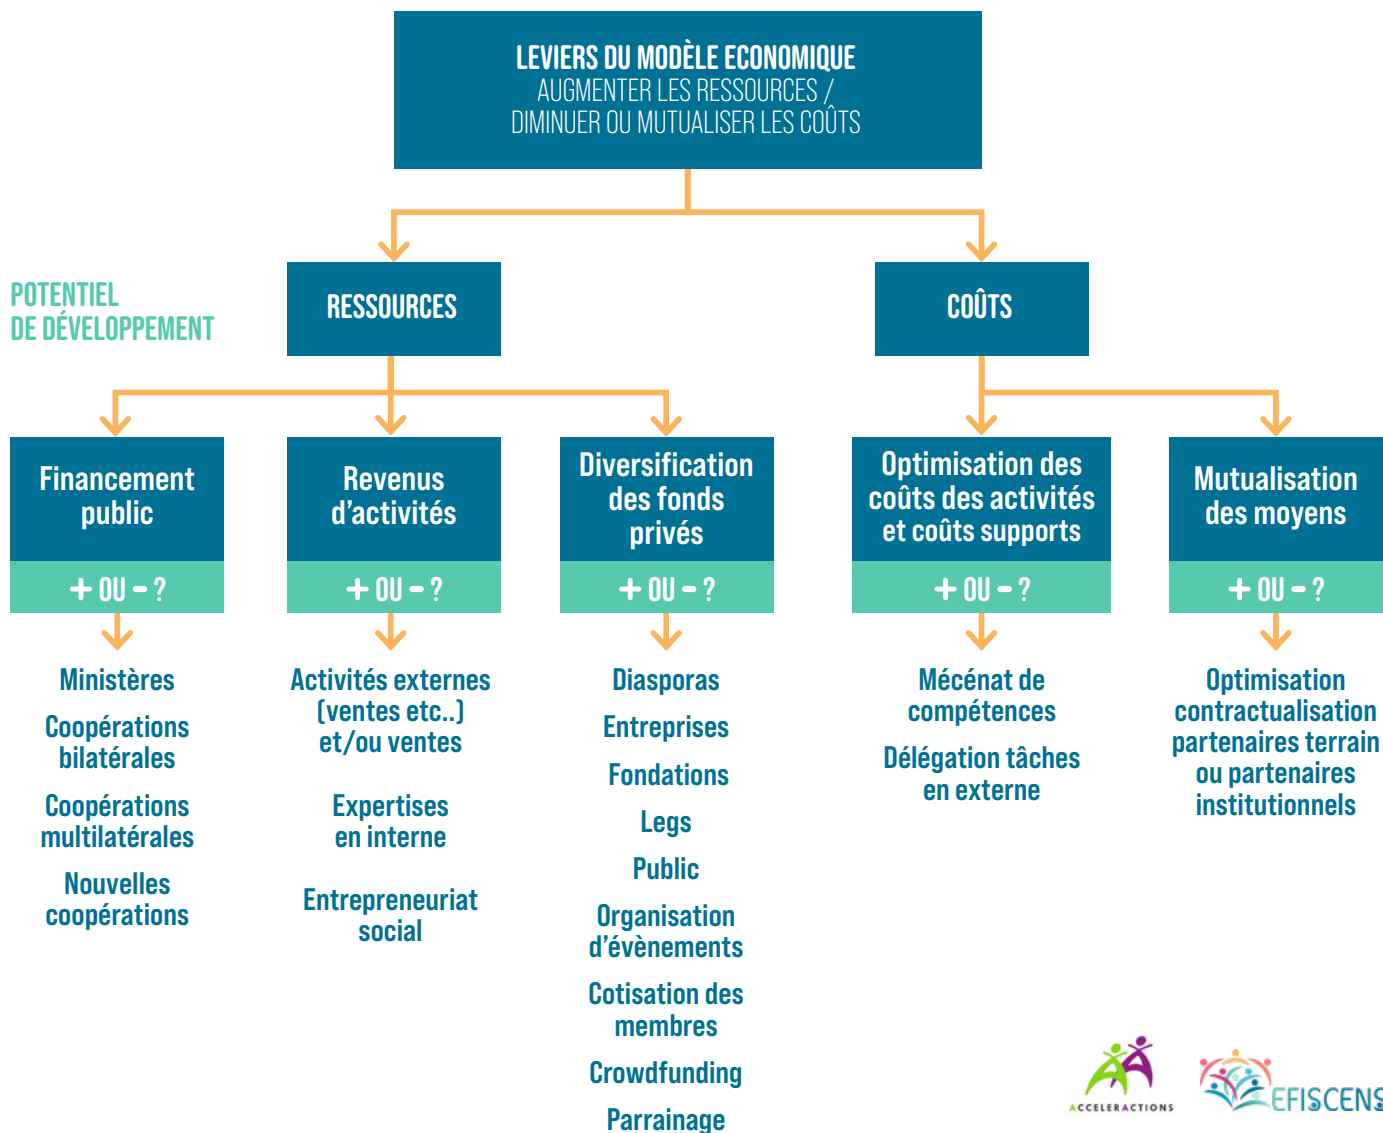 LEVIERS DU MODÈLE ECONOMIQUE
AUGMENTER LES RESSOURCES /
DIMINUER OU MUTUALISER LES COÛTS
POTENTIEL
DE DÉVELOPPEMENT
RESSOURCES
COÛTS
Financement
public
+ OU - ?
Ministères
Coopérations
bilatérales
Coopérations
multilatérales
Nouvelles
coopérations
Revenus
d’activités
+ OU - ?
Activités externes
(ventes etc..)
et/ou ventes
Expertises
en interne
Entrepreneuriat
social
Diversification
des fonds
privés
+ OU - ?
Diasporas
Entreprises
Fondations
Legs
Public
Organisation
d’évènements
Cotisation des
membres
Crowdfunding
Parrainage
Optimisation des
coûts des activités
et coûts supports
+ OU - ?
Mécénat de
compétences
Délégation tâches
en externe
Mutualisation
des moyens
+ OU - ?
Optimisation
contractualisation
partenaires terrain
ou partenaires
institutionnels
ACCELERACTIONS
EFISCENS